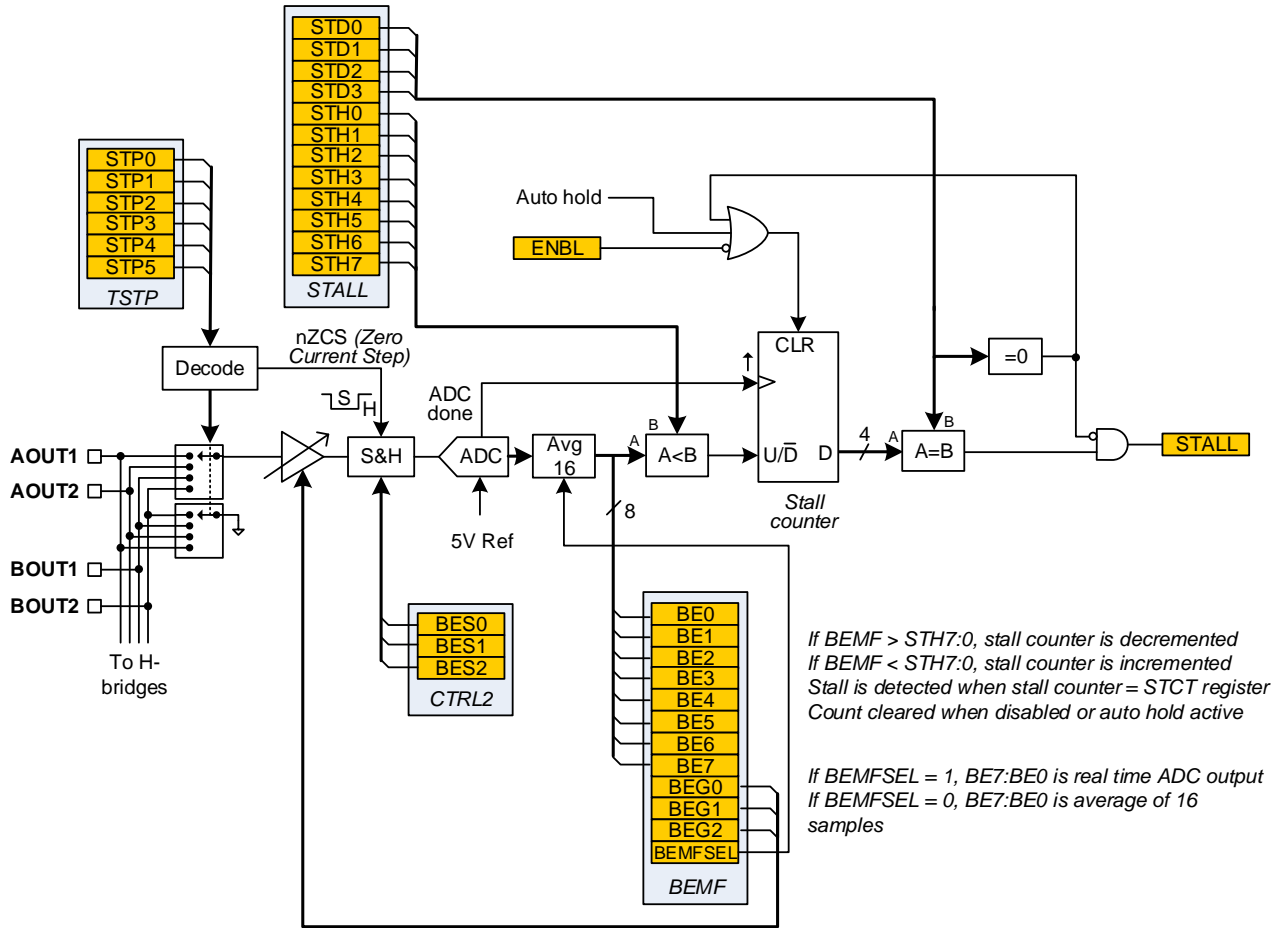 STD0
STD1
STD2
STD3
STH0
STH1
STH2
STH3
STH4
STH5
STH6
STH7
STALL
STP0
STP1
STP2
STP3
STP4
STP5
TSTP
Auto hold
ENBL
nZCS (Zero
Current Step)
Decode
S
H
ADC
done
CLR
=0
B
B
AOUT1
AOUT2
BOUT1
BOUT2
S&H
ADC
Avg
16
A
A<B
U/D̅
D
4
A
A=B
STALL
8
Stall
counter
5V Ref
To H-
bridges
BES0
BES1
BES2
CTRL2
BE0
BE1
BE2
BE3
BE4
BE5
BE6
BE7
BEG0
BEG1
BEG2
BEMFSEL
BEMF
If BEMF > STH7:0, stall counter is decremented
If BEMF < STH7:0, stall counter is incremented
Stall is detected when stall counter = STCT register
Count cleared when disabled or auto hold active
If BEMFSEL = 1, BE7:BE0 is real time ADC output
If BEMFSEL = 0, BE7:BE0 is average of 16
samples